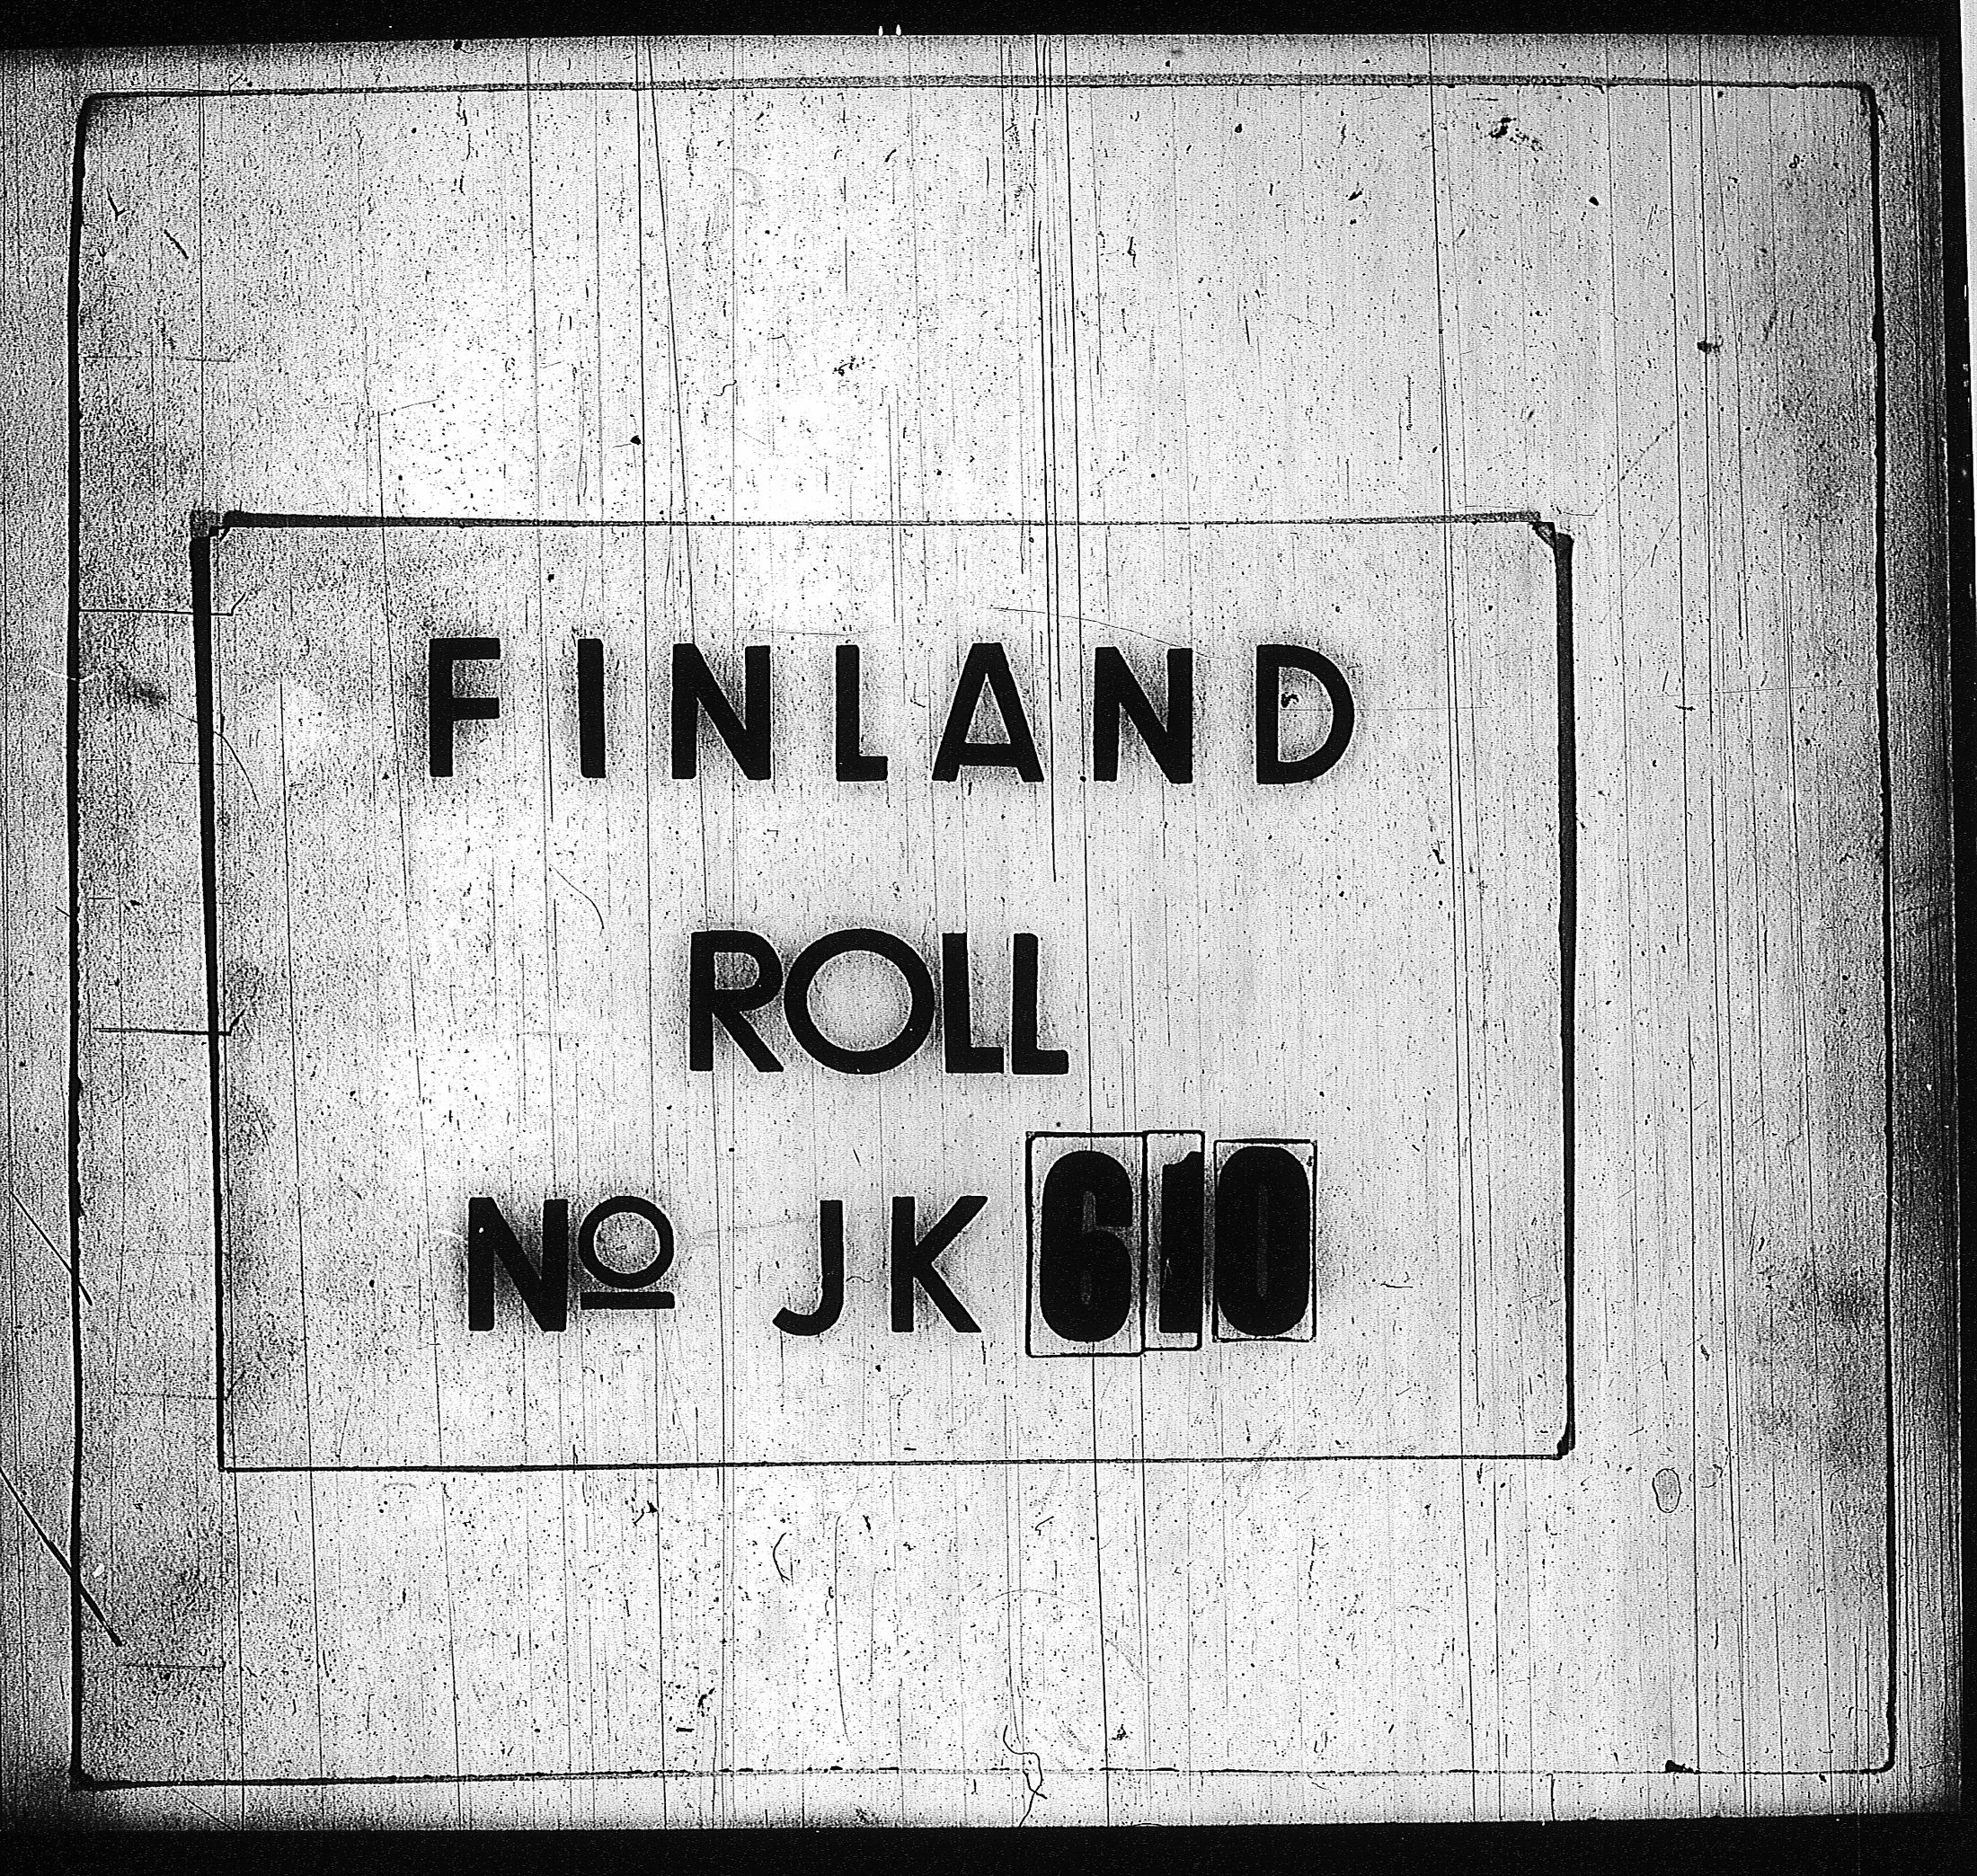 FINLAND
ROLL
Nº JK 610